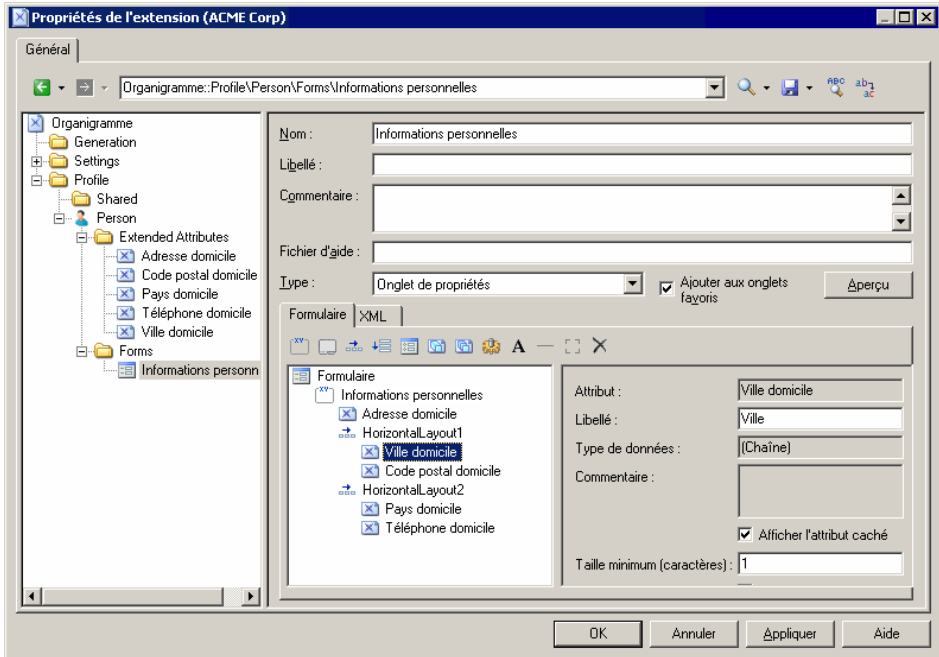 Propriétés de l'extension (ACME Corp)
Général
Organigramme::Profile\Person\Forms\Informations personnelles
ABC
ab
ac
Organigramme
Generation
Settings
Profile
Shared
Person
Extended Attributes
Adresse domicile
Code postal domicile
Pays domicile
Téléphone domicile
Ville domicile
Forms
Informations personn
Nom :
Informations personnelles
Libellé :
Commentaire :
Fichier d'aide :
Type :
Onglet de propriétés
Ajouter aux onglets
favoris
Aperçu
Formulaire
XML
A
Formulaire
Informations personnelles
Adresse domicile
HorizontalLayout1
Ville domicile
Code postal domicile
HorizontalLayout2
Pays domicile
Téléphone domicile
Attribut :
Ville domicile
Libellé :
Ville
Type de données :
(Chaîne)
Commentaire :
Afficher l'attribut caché
Taille minimum (caractères) :
1
OK
Annuler
Appliquer
Aide